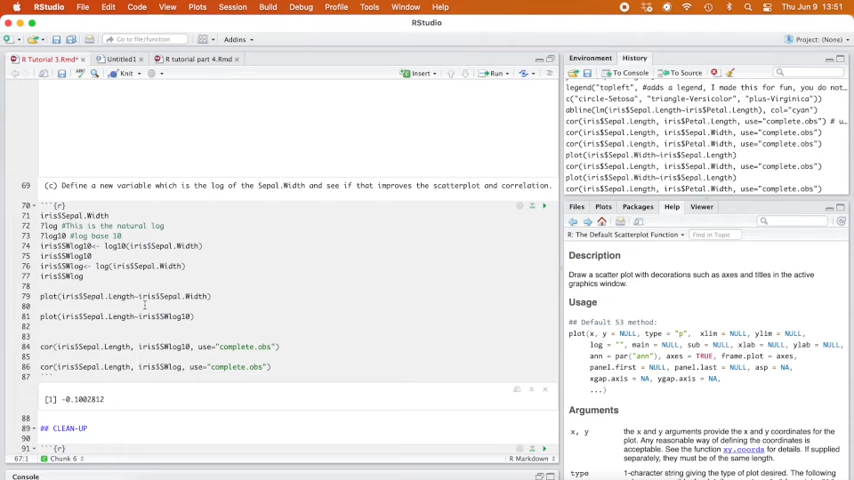 RStudio File Edit Code View Plots Session Build Debug Profile Tools Window Help Thu Jun 9 13:51
RStudio
Go to file/function Addins Project: (None)
R Tutorial 3.Rmd* Untitled1 R tutorial part 4.Rmd
Knit Insert Run
69 (c) Define a new variable which is the log of the Sepal.Width and see if that improves the scatterplot and correlation.
70 ```{r}
71 iris$Sepal.Width
72 ?log #This is the natural log
73 ?log10 #log base 10
74 iris$SWlog10<- log10(iris$Sepal.Width)
75 iris$SWlog10
76 iris$SWlog<- log(iris$Sepal.Width)
77 iris$SWlog
78
79 plot(iris$Sepal.Length~iris$Sepal.Width)
80
81 plot(iris$Sepal.Length~iris$SWlog10)
82
83
84 cor(iris$Sepal.Length, iris$SWlog10, use="complete.obs")
85
86 cor(iris$Sepal.Length, iris$SWlog, use="complete.obs")
87 ```
[1] -0.1002812
88
89 ## CLEAN-UP
90
91 ```{r}
67:1 Chunk 6 R Markdown
Console
Environment History
To Console To Source
legend("topleft", #adds a legend, I made this for fun, you do not…
c("circle-Setosa", "triangle-Versicolor", "plus-Virginica"))
abline(lm(iris$Sepal.Length~iris$Petal.Length), col="cyan")
cor(iris$Sepal.Length, iris$Petal.Length, use="complete.obs") # u…
cor(iris$Sepal.Length, iris$Petal.Width, use="complete.obs")
cor(iris$Sepal.Length, iris$Sepal.Width, use="complete.obs")
plot(iris$Sepal.Width~iris$Sepal.Length)
cor(iris$Sepal.Length, iris$Sepal.Width, use="complete.obs")
plot(iris$Petal.Width~iris$Sepal.Length)
cor(iris$Sepal.Length, iris$Petal.Width, use="complete.obs")
Files Plots Packages Help Viewer
R: The Default Scatterplot Function Find in Topic
Description
Draw a scatter plot with decorations such as axes and titles in the active
graphics window.
Usage
## Default S3 method:
plot(x, y = NULL, type = "p", xlim = NULL, ylim = NULL,
log = "", main = NULL, sub = NULL, xlab = NULL, ylab = NULL,
ann = par("ann"), axes = TRUE, frame.plot = axes,
panel.first = NULL, panel.last = NULL, asp = NA,
xgap.axis = NA, ygap.axis = NA,
...)
Arguments
x, y the x and y arguments provide the x and y coordinates for the
plot. Any reasonable way of defining the coordinates is
acceptable. See the function xy.coords for details. If supplied
separately, they must be of the same length.
type 1-character string giving the type of plot desired. The following